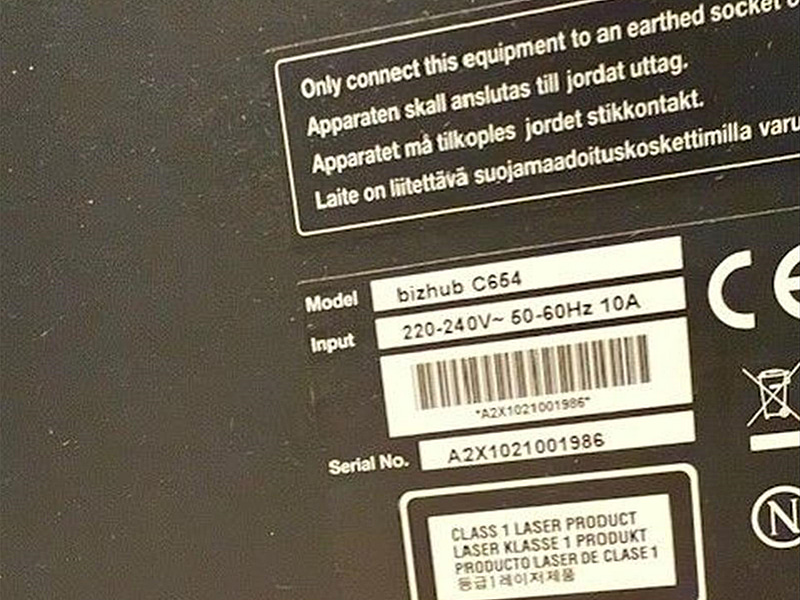 Only connect this equipment to an earthed socket
Apparaten skall anslutas till jordat uttag.
Apparatet må tilkoples jordet stikkontakt.
Laite on liitettävä suojamaadoituskoskettimilla
Model bizhub C654
Input 220-240V~ 50-60Hz 10A
*A2X1021001986*
Serial No. A2X1021001986
CE
N
CLASS 1 LASER PRODUCT
LASER KLASSE 1 PRODUKT
PRODUCTO LASER DE CLASE 1
등급1레이저제품